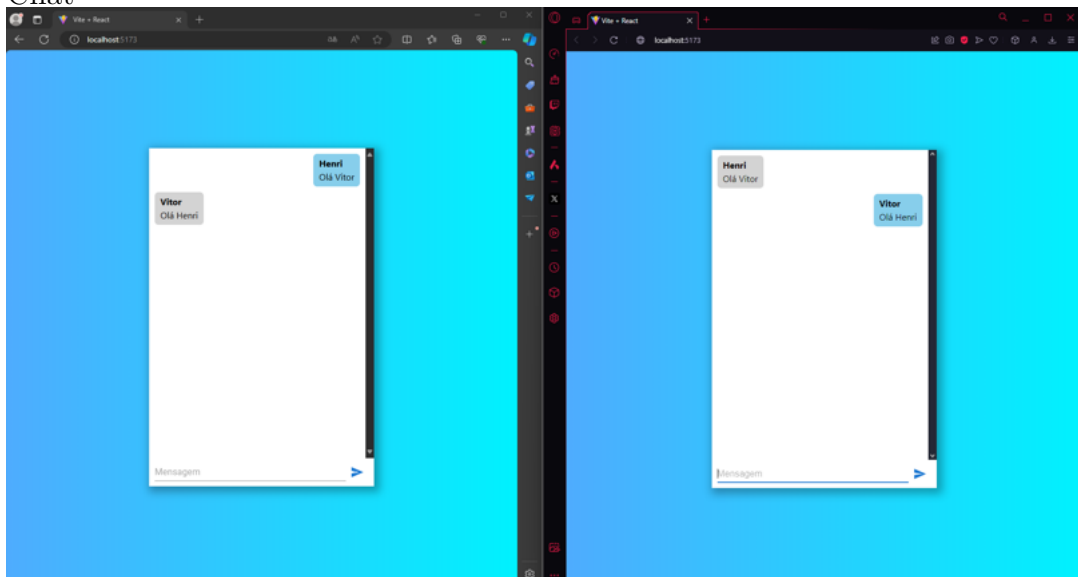 Chat
Vite + React
localhost:5173
Henri
Olá Vitor
Vitor
Olá Henri
Mensagem
Vite + React
localhost:5173
Henri
Olá Vitor
Vitor
Olá Henri
Mensagem